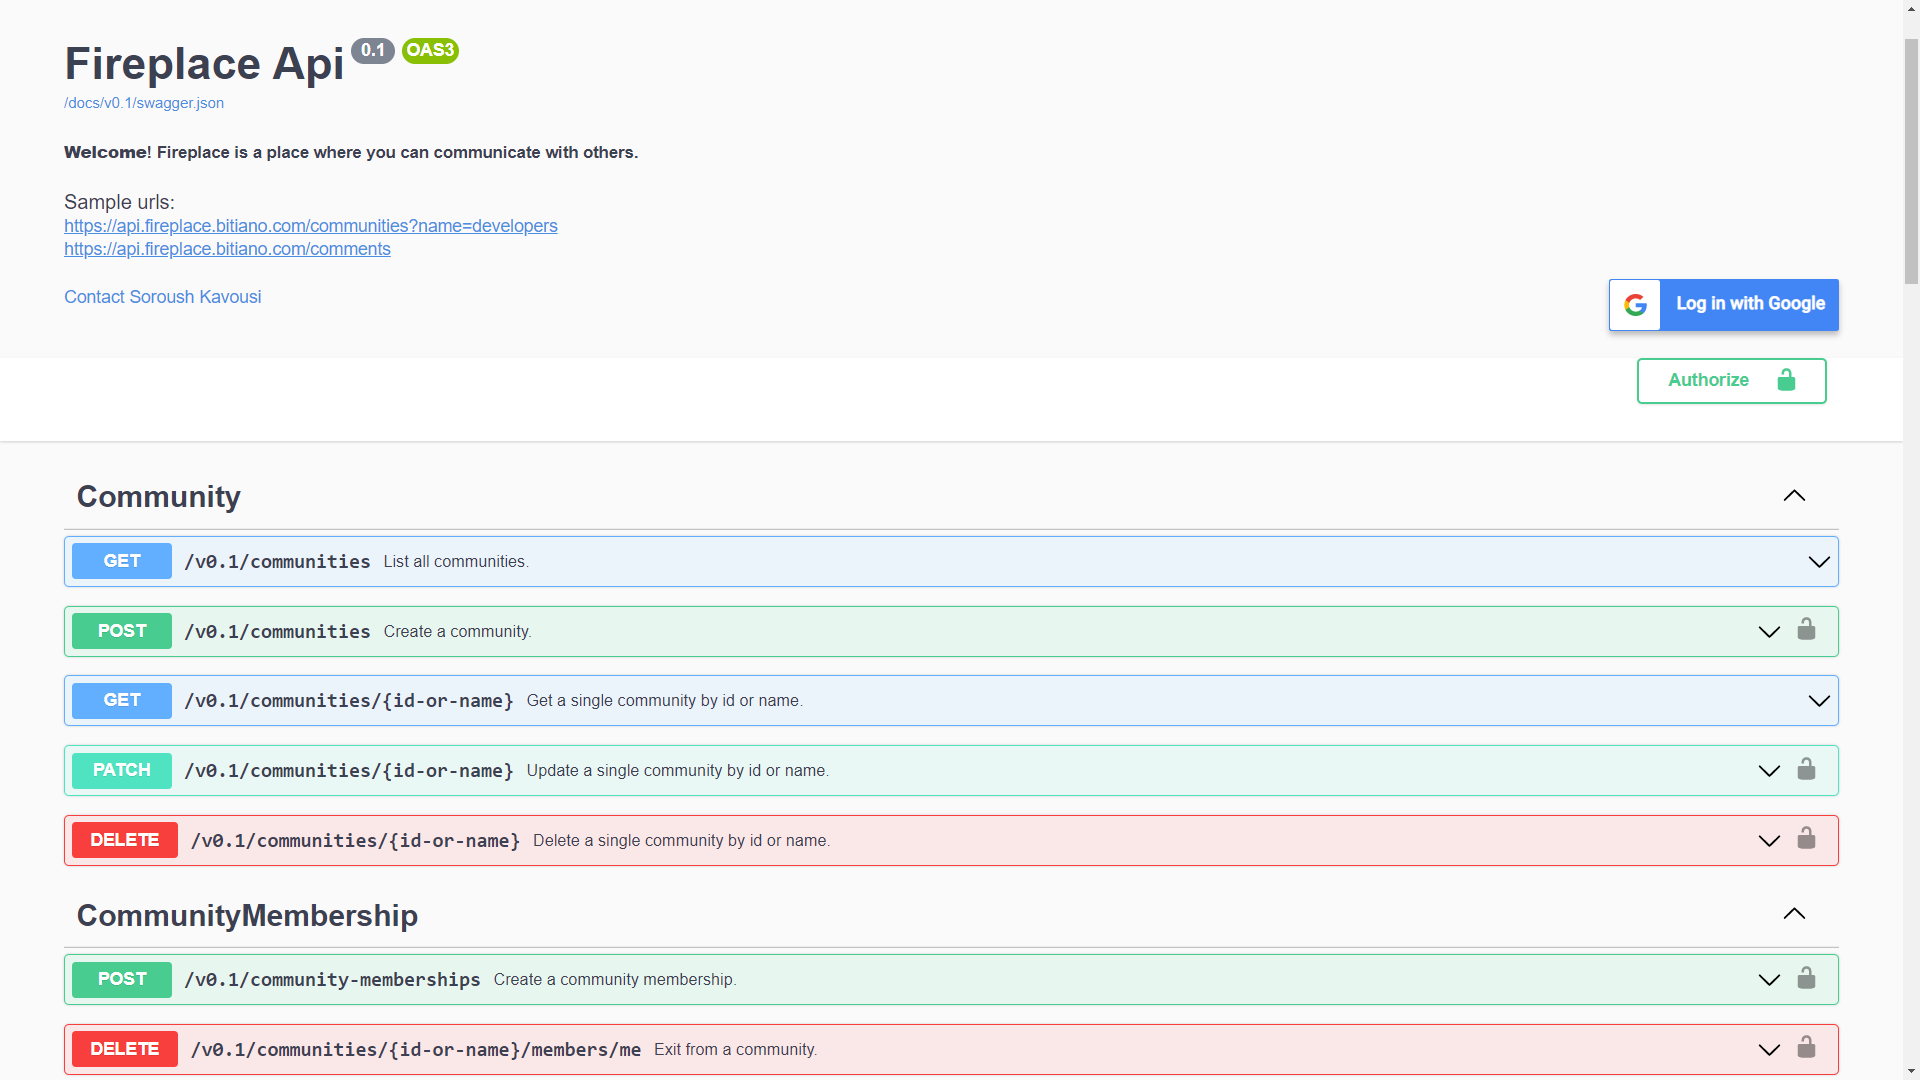 Fireplace Api 0.1 OAS3
/docs/v0.1/swagger.json
Welcome! Fireplace is a place where you can communicate with others.
Sample urls:
https://api.fireplace.bitiano.com/communities?name=developers
https://api.fireplace.bitiano.com/comments
Contact Soroush Kavousi
Log in with Google
Authorize
Community
GET /v0.1/communities List all communities.
POST /v0.1/communities Create a community.
GET /v0.1/communities/{id-or-name} Get a single community by id or name.
PATCH /v0.1/communities/{id-or-name} Update a single community by id or name.
DELETE /v0.1/communities/{id-or-name} Delete a single community by id or name.
CommunityMembership
POST /v0.1/community-memberships Create a community membership.
DELETE /v0.1/communities/{id-or-name}/members/me Exit from a community.